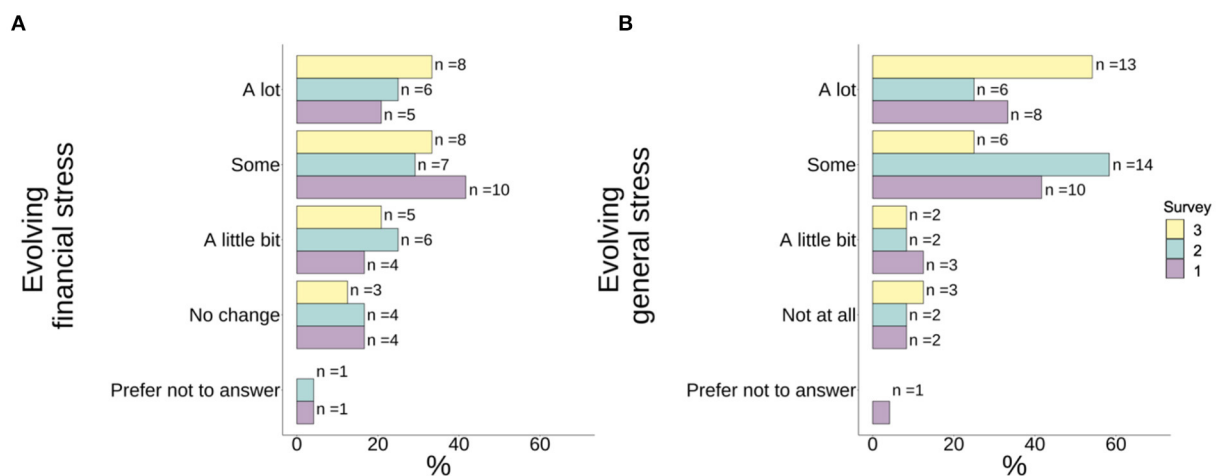 A
Evolving
financial stress
A lot
n =8
n =6
n =5
Some
n =8
n =7
n =10
A little bit
n =5
n =6
n =4
No change
n =3
n =4
n =4
Prefer not to answer
n =1
n =1
0 20 40 60
%
B
Evolving
general stress
A lot
n =13
n =6
n =8
Some
n =6
n =14
n =10
A little bit
n =2
n =2
n =3
Not at all
n =3
n =2
n =2
Prefer not to answer
n =1
0 20 40 60
%
Survey
3
2
1